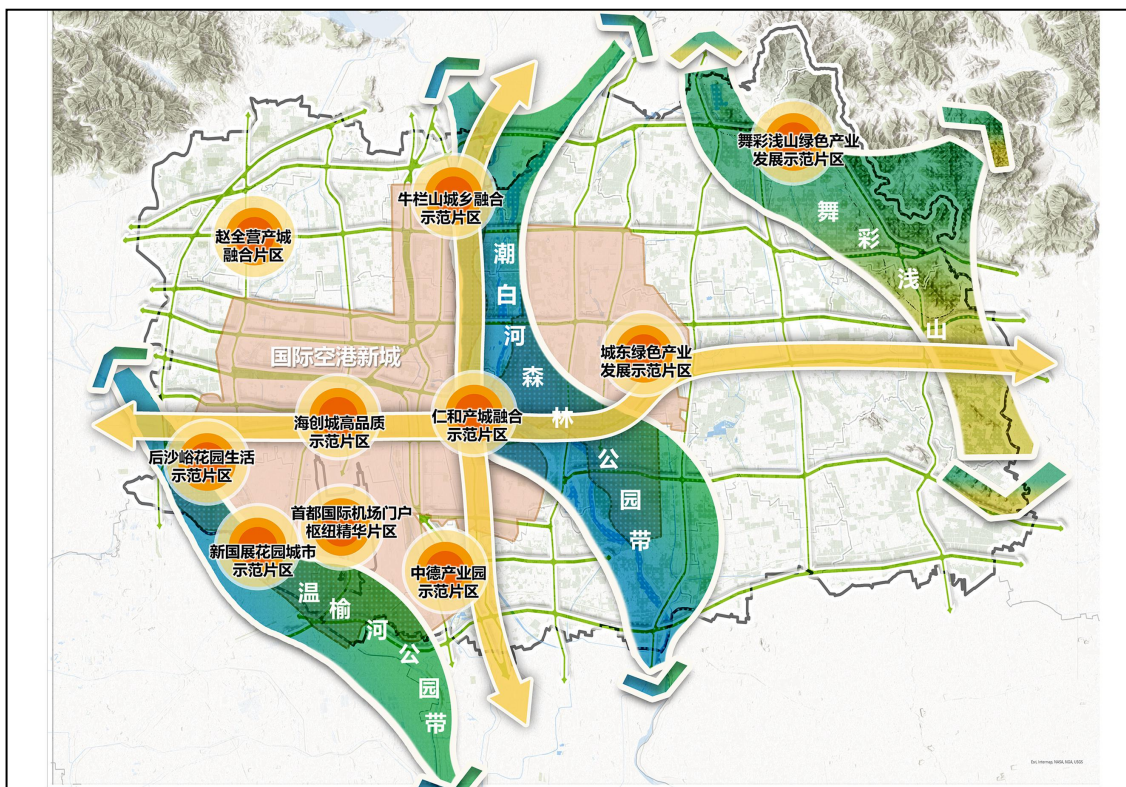 舞彩浅山绿色产业
发展示范片区
牛栏山城乡融合
示范片区
赵全营产城
融合片区
舞彩浅山
潮白河森林公园带
国际空港新城
城东绿色产业
发展示范片区
海创城高品质
示范片区
仁和产城融合
示范片区
后沙峪花园生活
示范片区
首都国际机场门户
枢纽精华片区
新国展花园城市
示范片区
中德产业园
示范片区
温榆河公园带
Esri, Intermap, NASA, NGA, USGS